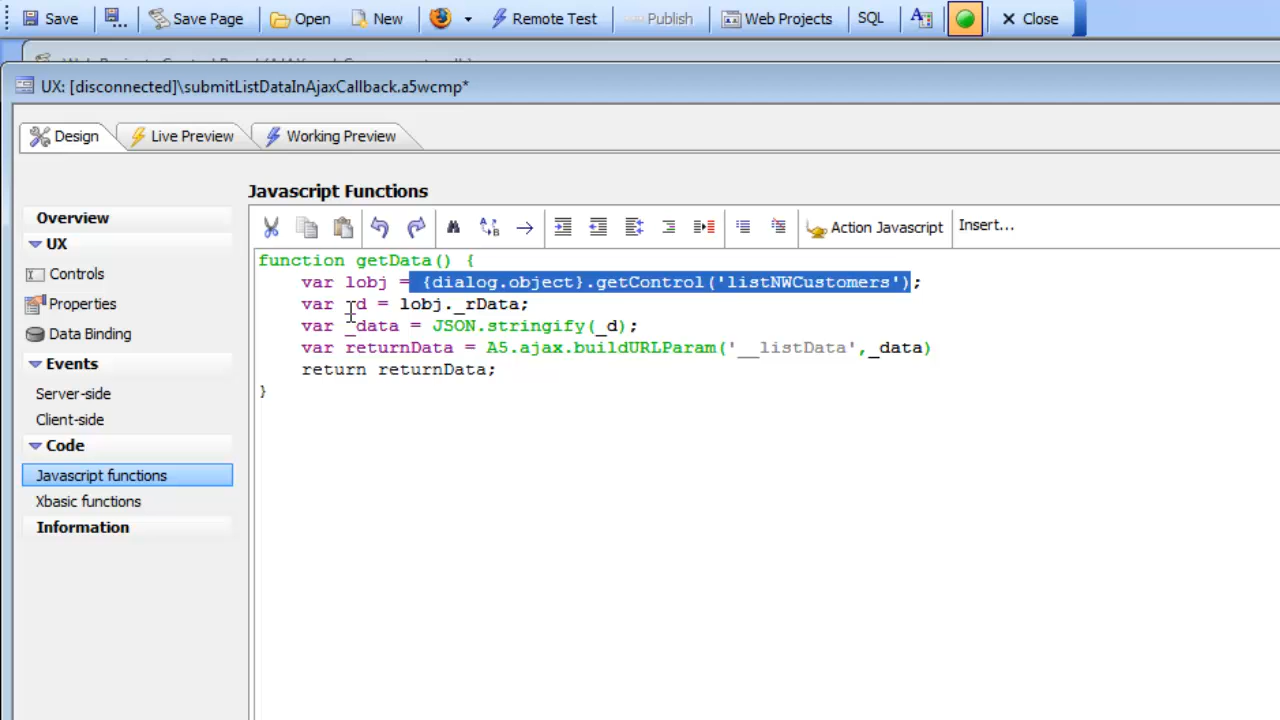 Save Save Page Open New Remote Test Publish Web Projects SQL Close
UX: [disconnected]\submitListDataInAjaxCallback.a5wcmp*
Design Live Preview Working Preview
Javascript Functions
Action Javascript Insert...
Overview
UX
Controls
Properties
Data Binding
Events
Server-side
Client-side
Code
Javascript functions
Xbasic functions
Information
function getData() {
var lobj = {dialog.object}.getControl('listNWCustomers');
var _d = lobj._rData;
var _data = JSON.stringify(_d);
var returnData = A5.ajax.buildURLParam('__listData',_data)
return returnData;
}